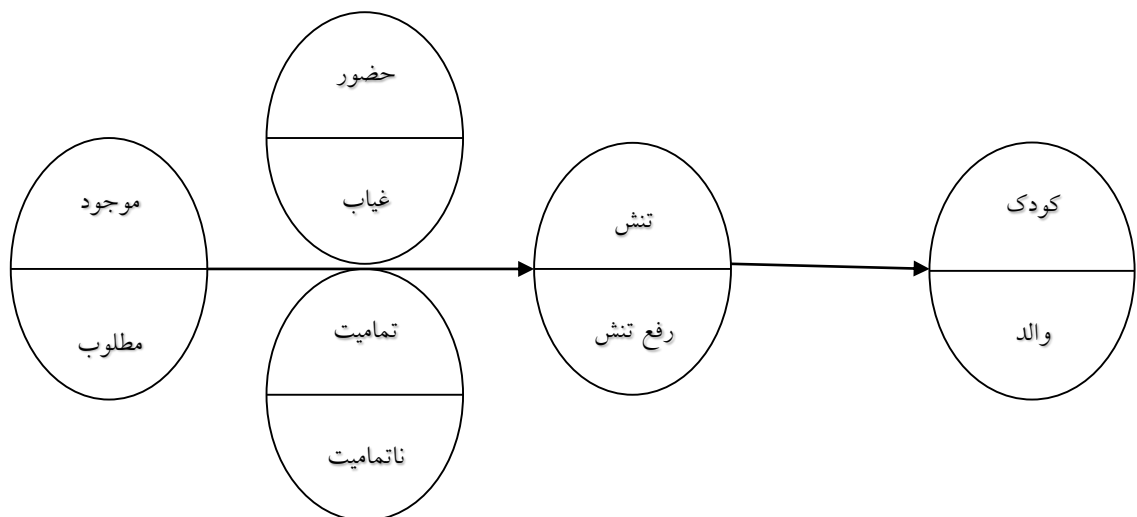 حضور
غیاب
موجود
مطلوب
تمامیت
ناتمامیت
تنش
رفع تنش
کودک
والد